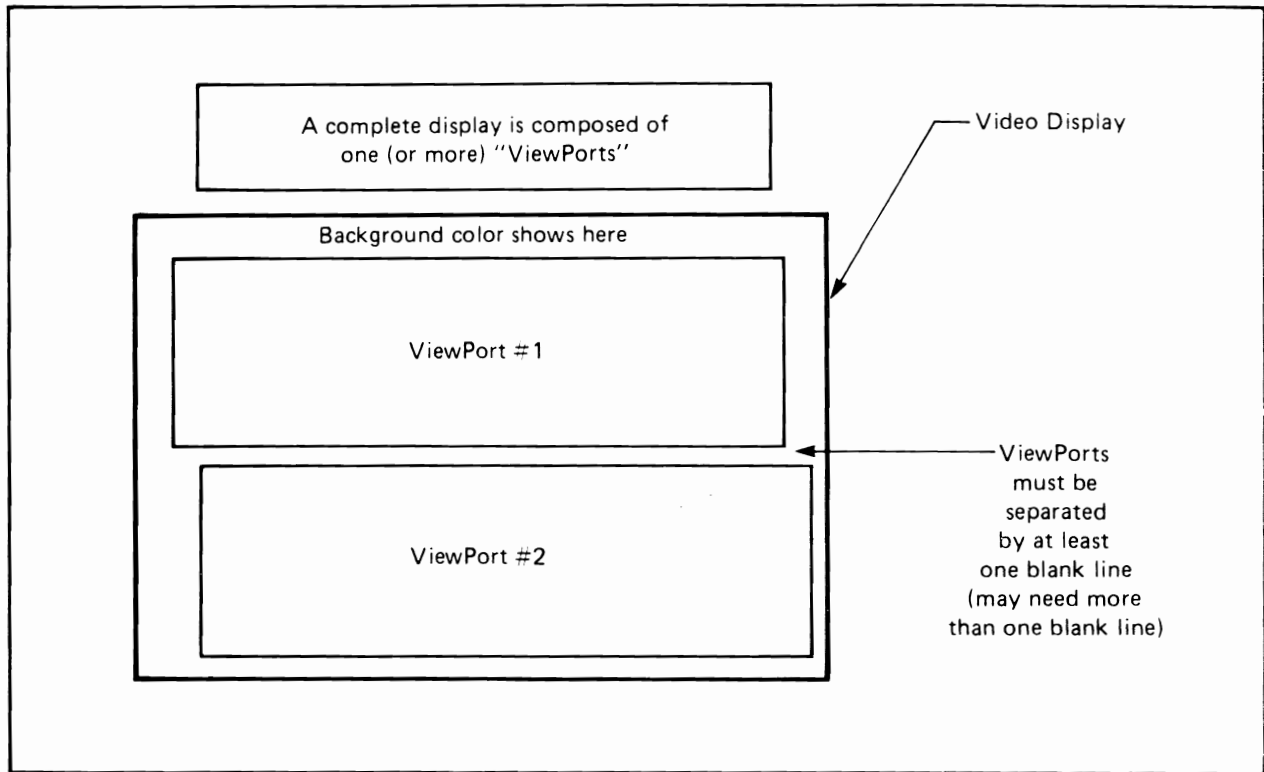 A complete display is composed of
one (or more) "ViewPorts"
Video Display
Background color shows here
ViewPort #1
ViewPorts
must be
separated
by at least
one blank line
(may need more
than one blank line)
ViewPort #2